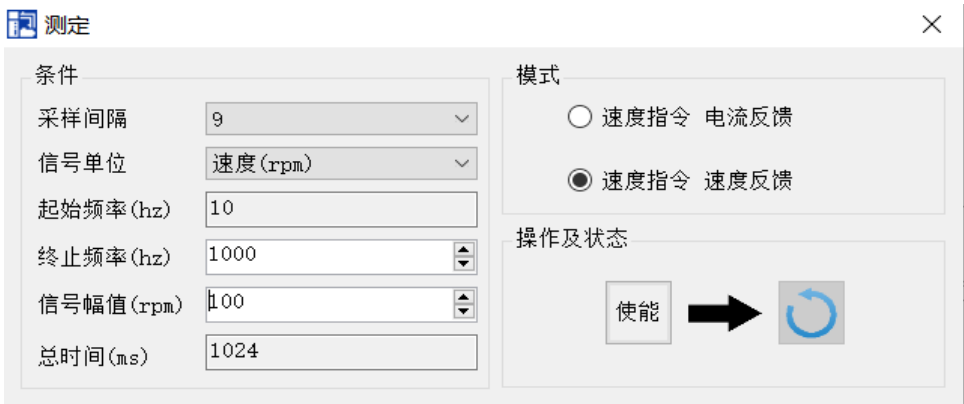 测定
条件
采样间隔 9
信号单位 速度(rpm)
起始频率(hz) 10
终止频率(hz) 1000
信号幅值(rpm) 100
总时间(ms) 1024
模式
速度指令 电流反馈
速度指令 速度反馈
操作及状态
使能